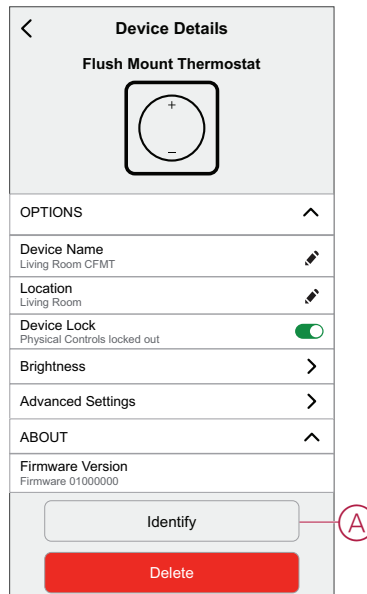 Device Details
Flush Mount Thermostat
+
–
OPTIONS
Device Name
Living Room CFMT
Location
Living Room
Device Lock
Physical Controls locked out
Brightness
Advanced Settings
ABOUT
Firmware Version
Firmware 01000000
Identify
A
Delete